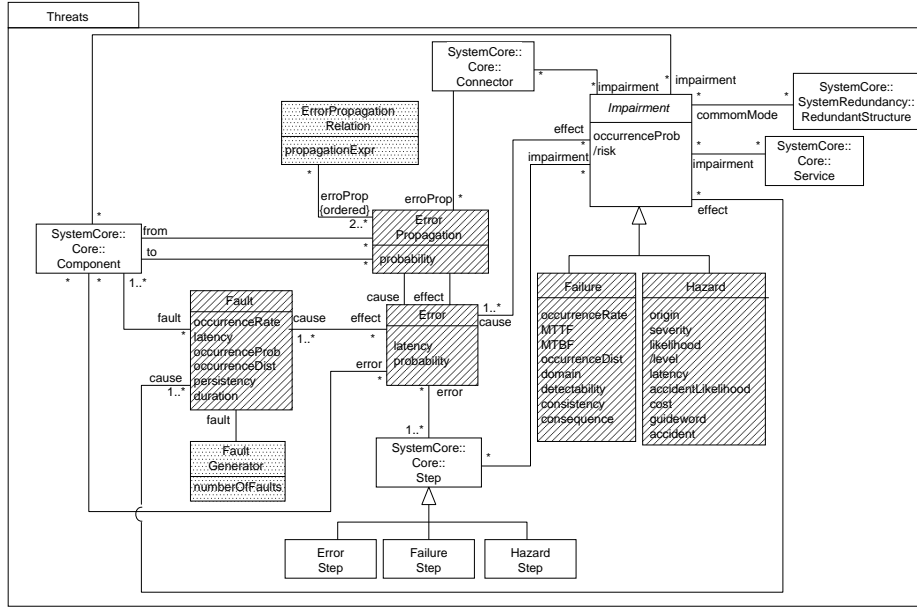 Threats
SystemCore::
Core::
Connector
*
*
*
*
impairment
impairment
Impairment
occurrenceProb
/risk
*
*
commomMode
SystemCore::
SystemRedundancy::
RedundantStructure
*
*
impairment
SystemCore::
Core::
Service
*
effect
effect
*
impairment
*
ErrorPropagation
Relation
propagationExpr
*
erroProp
{ordered}
2..*
erroProp
*
Error
Propagation
probability
*
SystemCore::
Core::
Component
from
*
to
*
*
*
1..*
cause
effect
fault
*
Fault
occurrenceRate
latency
occurrenceProb
occurrenceDist
persistency
duration
cause
1..*
effect
*
Error
latency
probability
1..*
cause
Failure
occurrenceRate
MTTF
MTBF
occurrenceDist
domain
detectability
consistency
consequence
Hazard
origin
severity
likelihood
/level
latency
accidentLikelihood
cost
guideword
accident
cause
1..*
error
*
*
error
fault
Fault
Generator
numberOfFaults
1..*
SystemCore::
Core::
Step
*
Error
Step
Failure
Step
Hazard
Step